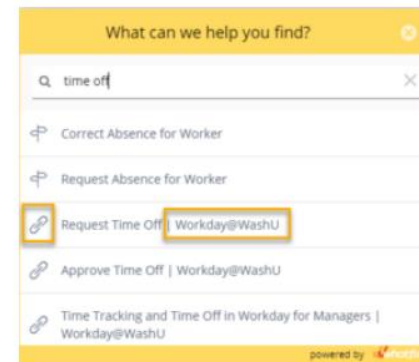 What can we help you find?
time off
Correct Absence for Worker
Request Absence for Worker
Request Time Off | Workday@WashU
Approve Time Off | Workday@WashU
Time Tracking and Time Off in Workday for Managers |
Workday@WashU
powered by